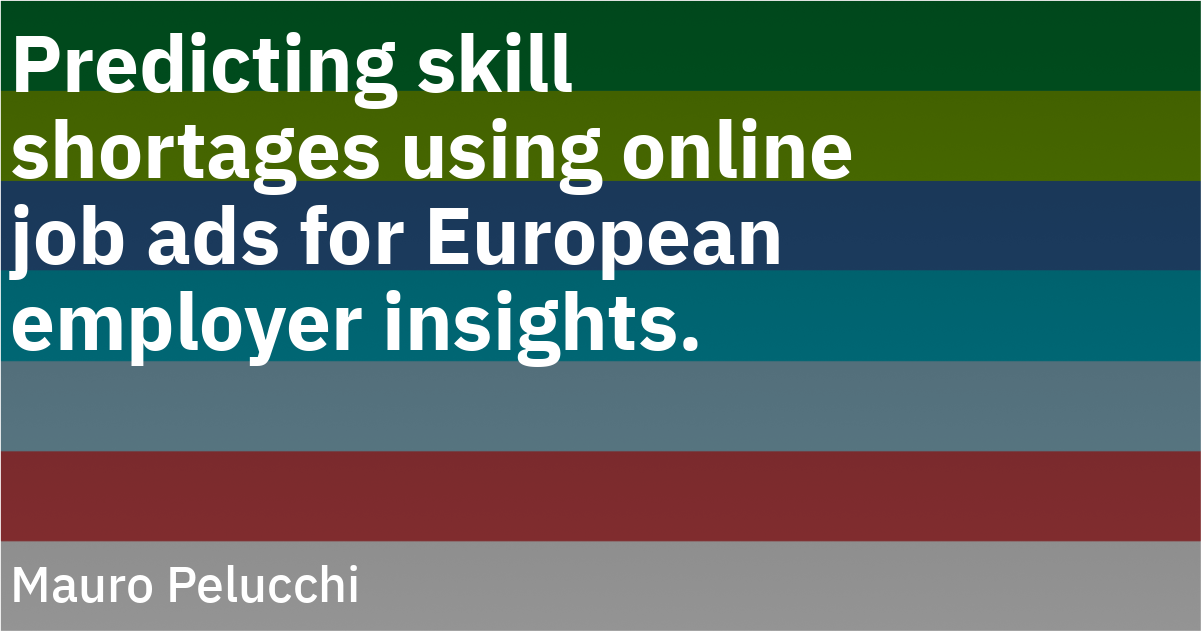 Predicting skill
shortages using online
job ads for European
employer insights.
Mauro Pelucchi